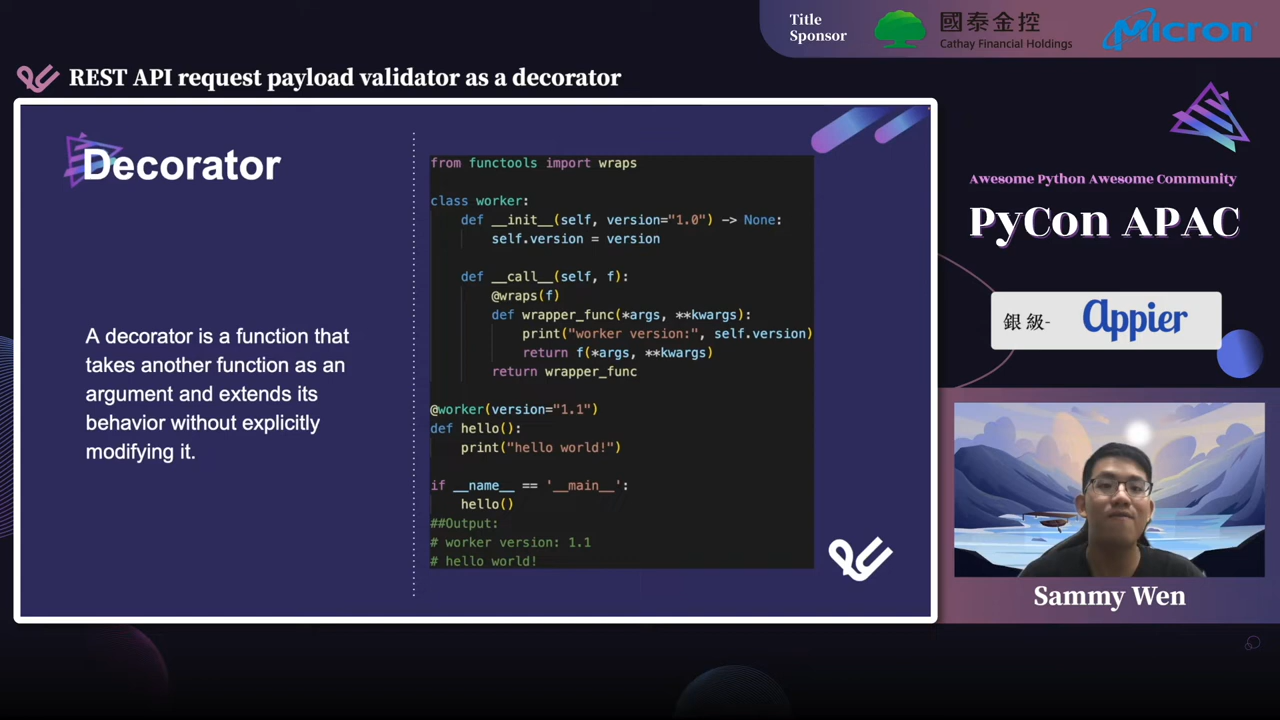 Title
Sponsor
國泰金控
Cathay Financial Holdings
Micron
REST API request payload validator as a decorator
Decorator
A decorator is a function that
takes another function as an
argument and extends its
behavior without explicitly
modifying it.
from functools import wraps
class worker:
    def __init__(self, version="1.0") -> None:
        self.version = version
    def __call__(self, f):
        @wraps(f)
        def wrapper_func(*args, **kwargs):
            print("worker version:", self.version)
            return f(*args, **kwargs)
        return wrapper_func
@worker(version="1.1")
def hello():
    print("hello world!")
if __name__ == '__main__':
    hello()
##Output:
# worker version: 1.1
# hello world!
Awesome Python Awesome Community
PyCon APAC
銀級-
Appier
Sammy Wen